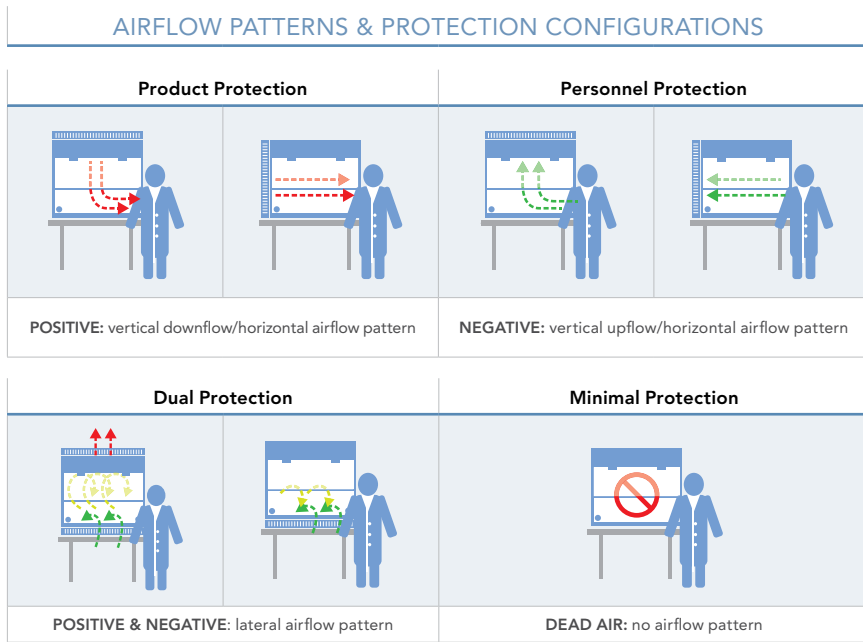 AIRFLOW PATTERNS & PROTECTION CONFIGURATIONS
Product Protection
Personnel Protection
POSITIVE: vertical downflow/horizontal airflow pattern
NEGATIVE: vertical upflow/horizontal airflow pattern
Dual Protection
Minimal Protection
POSITIVE & NEGATIVE: lateral airflow pattern
DEAD AIR: no airflow pattern